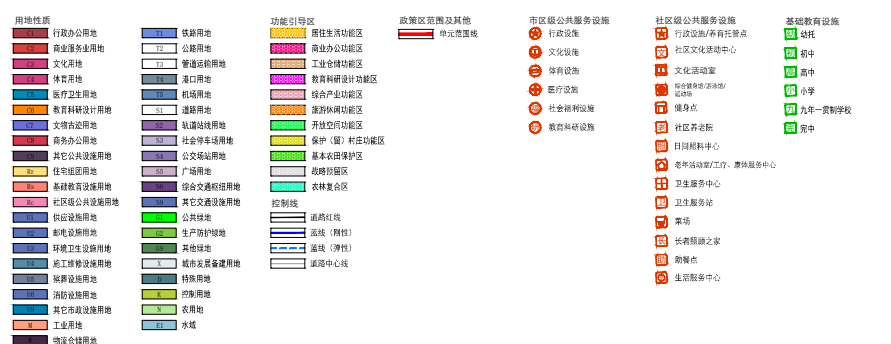 用地性质
C1 行政办公用地
C2 商业服务业用地
C3 文化用地
C4 体育用地
C5 医疗卫生用地
C6 教育科研设计用地
C7 文物古迹用地
C8 商务办公用地
C9 其它公共设施用地
Rr 住宅组团用地
Rs 基础教育设施用地
Rc 社区级公共设施用地
U1 供应设施用地
U2 邮电设施用地
U3 环境卫生设施用地
U4 施工维修设施用地
U5 殡葬设施用地
U6 消防设施用地
U9 其它市政设施用地
M 工业用地
物流仓储用地
T1 铁路用地
T2 公路用地
T3 管道运输用地
T4 港口用地
T5 机场用地
S1 道路用地
S2 轨道站线用地
S3 社会停车场用地
S4 公交场站用地
S5 广场用地
S6 综合交通枢纽用地
S9 其它交通设施用地
G1 公共绿地
G2 生产防护绿地
G9 其他绿地
X 城市发展备建用地
D 特殊用地
K 控制用地
N 农用地
E1 水域
功能引导区
居住生活功能区
商业办公功能区
工业仓储功能区
教育科研设计功能区
综合产业功能区
旅游休闲功能区
开放空间功能区
保护（留）村庄功能区
基本农田保护区
战略预留区
农林复合区
控制线
道路红线
蓝线（刚性）
蓝线（弹性）
道路中心线
政策区范围及其他
单元范围线
市区级公共服务设施
行政设施
文化设施
体育设施
医疗设施
社会福利设施
教育科研设施
社区级公共服务设施
行政设施/养育托管点
社区文化活动中心
文化活动室
综合健身馆/游泳馆/
运动场
健身点
社区养老院
日间照料中心
老年活动室/工疗、康体服务中心
卫生服务中心
卫生服务站
菜场
长者照顾之家
助餐点
生活服务中心
基础教育设施
幼 幼托
初 初中
高 高中
小 小学
九 九年一贯制学校
完 完中